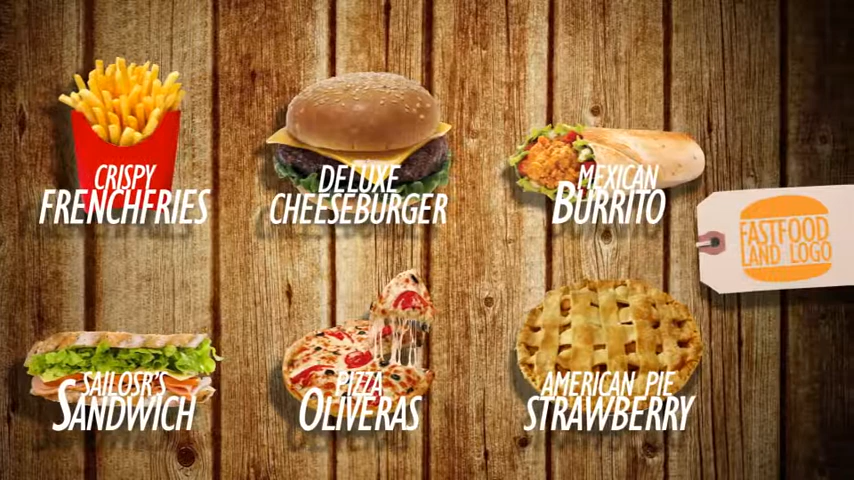 CRISPY
FRENCHFRIES
DELUXE
CHEESEBURGER
MEXICAN
BURRITO
FASTFOOD
LAND LOGO
SAILOSR'S
SANDWICH
PIZZA
OLIVERAS
AMERICAN PIE
STRAWBERRY